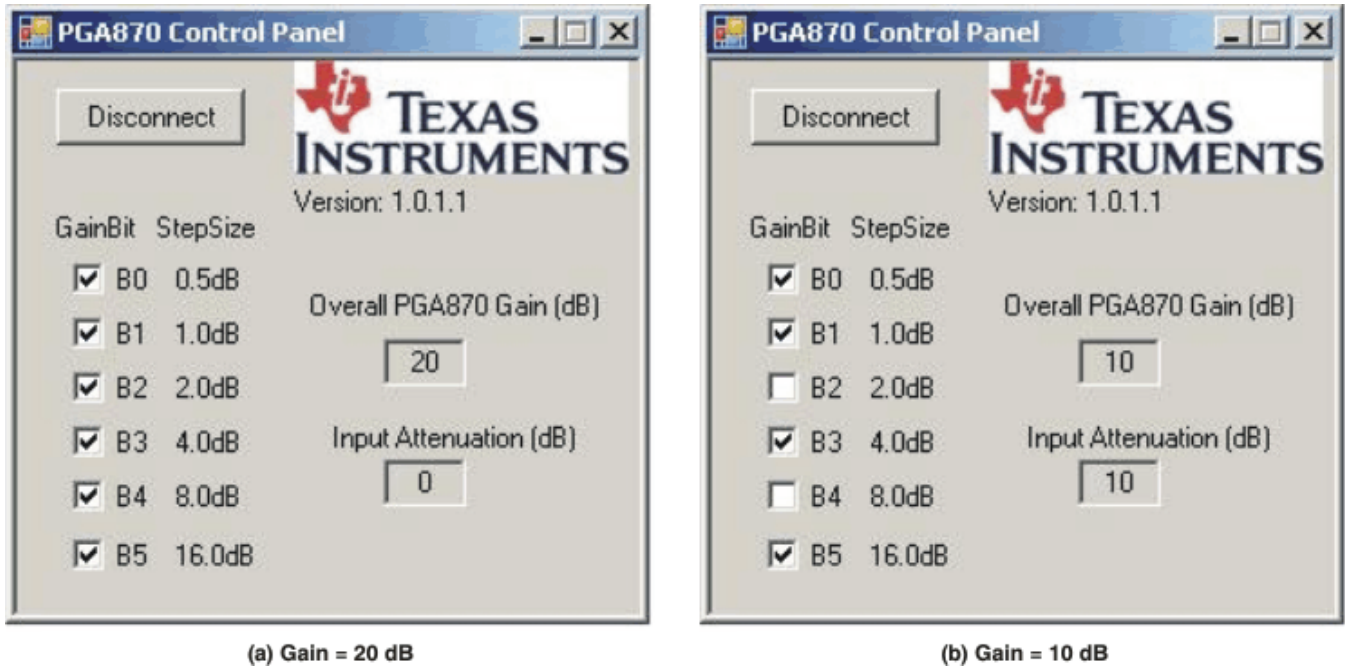 PGA870 Control Panel
Disconnect
TEXAS
INSTRUMENTS
Version: 1.0.1.1
GainBit StepSize
B0 0.5dB
B1 1.0dB
B2 2.0dB
B3 4.0dB
B4 8.0dB
B5 16.0dB
Overall PGA870 Gain (dB)
20
Input Attenuation (dB)
0
(a) Gain = 20 dB
PGA870 Control Panel
Disconnect
TEXAS
INSTRUMENTS
Version: 1.0.1.1
GainBit StepSize
B0 0.5dB
B1 1.0dB
B2 2.0dB
B3 4.0dB
B4 8.0dB
B5 16.0dB
Overall PGA870 Gain (dB)
10
Input Attenuation (dB)
10
(b) Gain = 10 dB